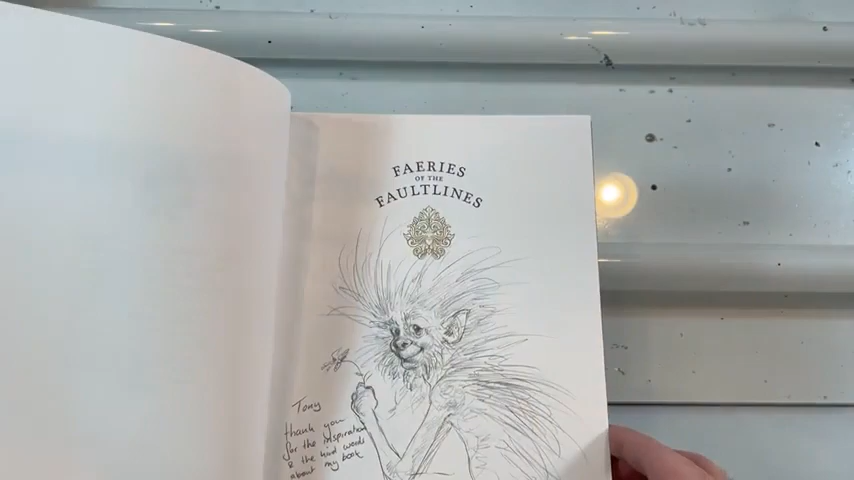 FAERIES
OF THE
FAULTLINES
Tony
thank you
for the inspiration
& the kind words
about my book